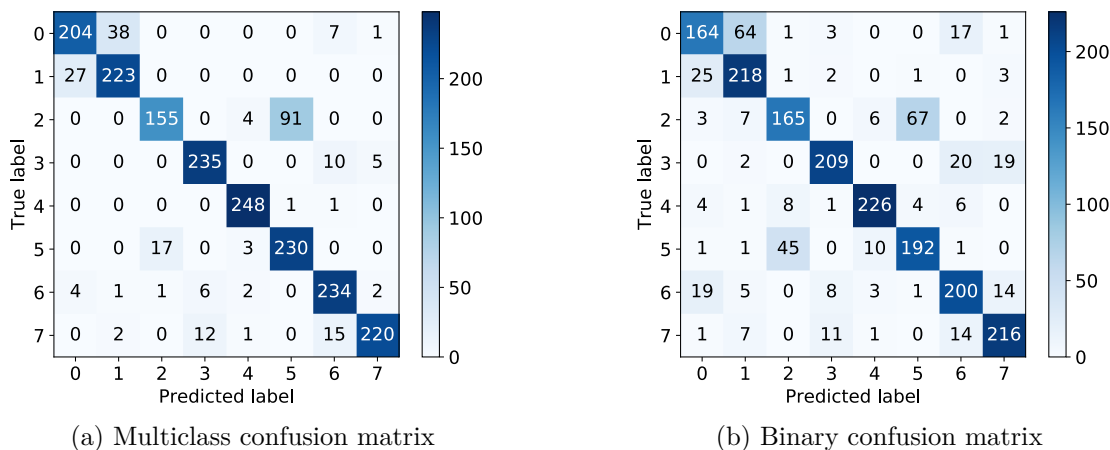 0 204 38 0 0 0 0 7 1
1 27 223 0 0 0 0 0 0
2 0 0 155 0 4 91 0 0
3 0 0 0 235 0 0 10 5
4 0 0 0 0 248 1 1 0
5 0 0 17 0 3 230 0 0
6 4 1 1 6 2 0 234 2
7 0 2 0 12 1 0 15 220
0 1 2 3 4 5 6 7
True label
Predicted label
200
150
100
50
0
(a) Multiclass confusion matrix
0 164 64 1 3 0 0 17 1
1 25 218 1 2 0 1 0 3
2 3 7 165 0 6 67 0 2
3 0 2 0 209 0 0 20 19
4 4 1 8 1 226 4 6 0
5 1 1 45 0 10 192 1 0
6 19 5 0 8 3 1 200 14
7 1 7 0 11 1 0 14 216
0 1 2 3 4 5 6 7
True label
Predicted label
200
150
100
50
0
(b) Binary confusion matrix